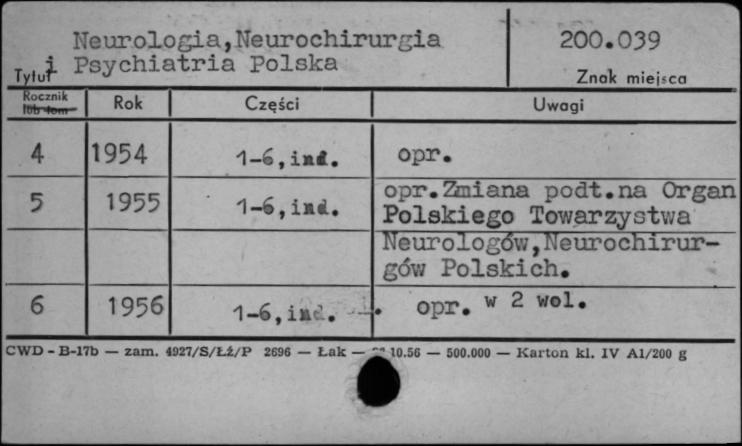 Neurologia,Neurochirurgia 200.039
Tytuł i Psychiatria Polska Znak miejsca
Rocznik lub tom Rok Części Uwagi
4 1954 1-6,ind. opr.
5 1955 1-6,ind. opr.Zmiana podt.na Organ
Polskiego Towarzystwa
Neurologów,Neurochirur-
gów Polskich.
6 1956 1-6,ind. opr. w 2 wol.
CWD - B-17b — zam. 4927/S/Łź/P 2696 — Łak — 10.56 — 500.000 — Karton kl. IV A1/200 g